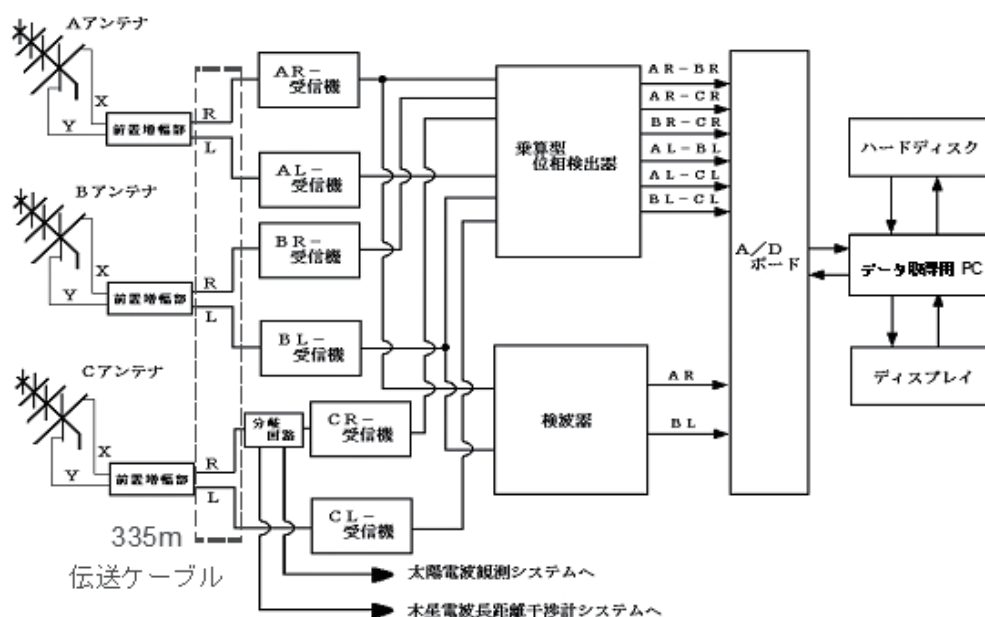 Aアンテナ
X
Y
前置増幅部
R
L
AR-
受信機
AL-
受信機
Bアンテナ
X
Y
前置増幅部
R
L
BR-
受信機
BL-
受信機
Cアンテナ
X
Y
前置増幅部
R
L
分岐
回路
CR-
受信機
CL-
受信機
335m
伝送ケーブル
乗算型
位相検出器
AR-BR
AR-CR
BR-CR
AL-BL
AL-CL
BL-CL
検波器
AR
BL
A/D
ボード
ハードディスク
データ取得用 PC
ディスプレイ
太陽電波観測システムへ
木星電波長距離干渉計システムへ